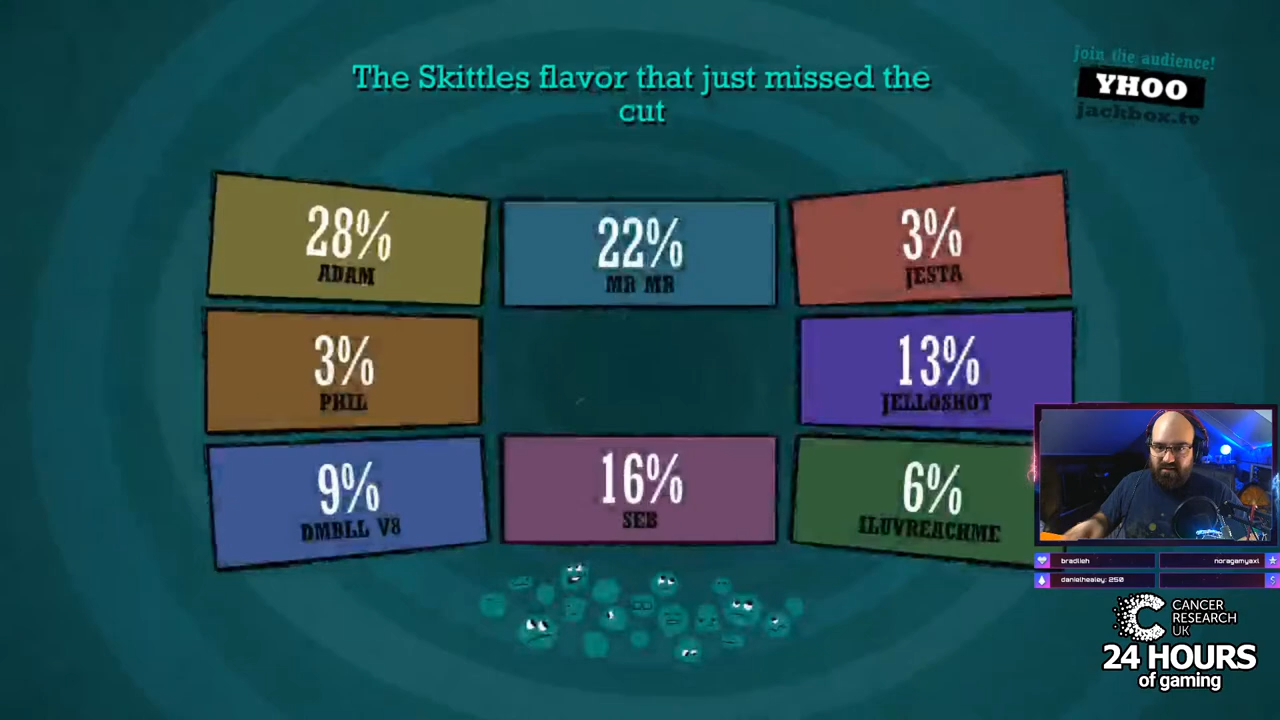 The Skittles flavor that just missed the
cut
join the audience!
YHOO
jackbox.tv
28%
ADAM
22%
MR MR
3%
JESTA
3%
PHIL
13%
JELLOSHOT
9%
DMBLL V8
16%
SEB
6%
ILUVREACHME
bradlleh
noragamyaxl
danielhealey: 250
CANCER
RESEARCH
UK
24 HOURS
of gaming